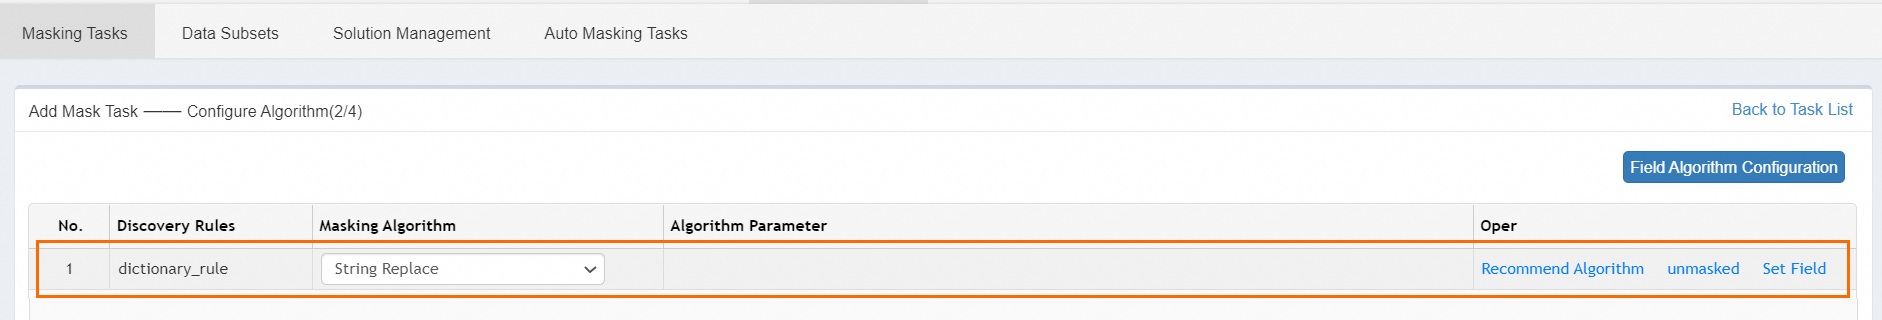 Masking Tasks Data Subsets Solution Management Auto Masking Tasks
Add Mask Task —— Configure Algorithm(2/4) Back to Task List
Field Algorithm Configuration
No. Discovery Rules Masking Algorithm Algorithm Parameter Oper
1 dictionary_rule String Replace Recommend Algorithm unmasked Set Field